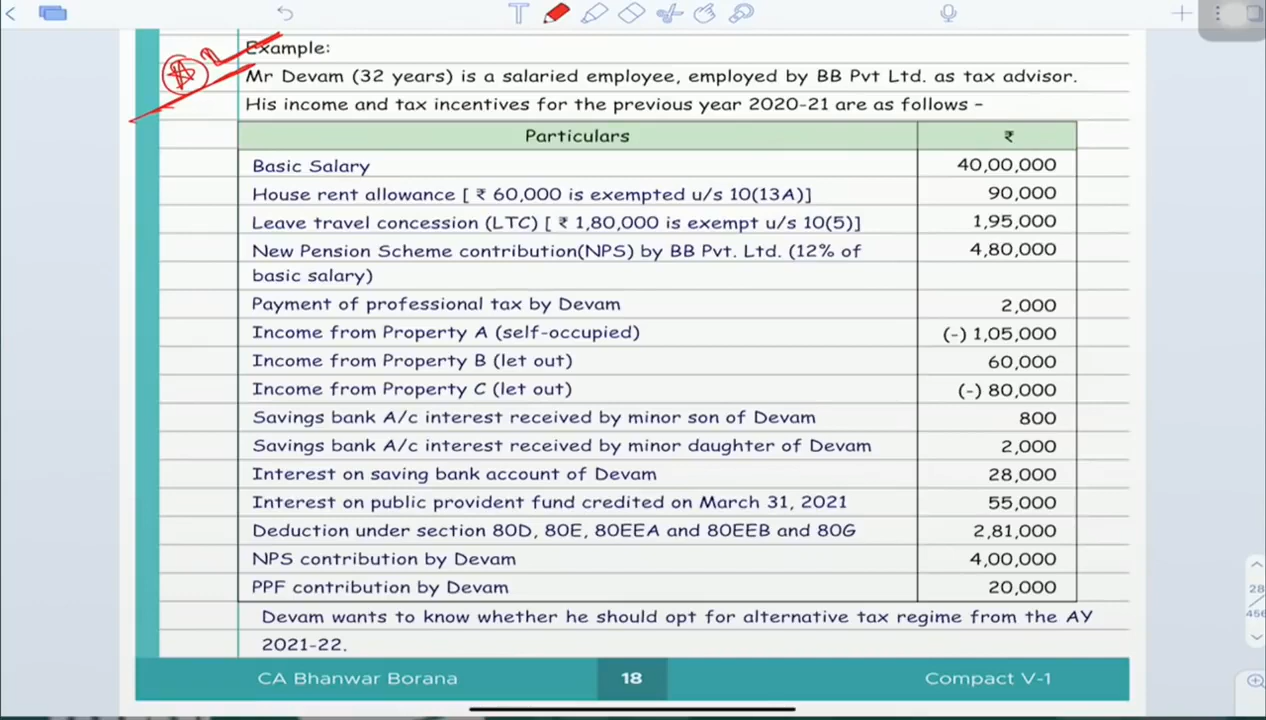 Example:
Mr Devam (32 years) is a salaried employee, employed by BB Pvt Ltd. as tax advisor.
His income and tax incentives for the previous year 2020-21 are as follows –
Particulars ₹
Basic Salary 40,00,000
House rent allowance [ ₹ 60,000 is exempted u/s 10(13A)] 90,000
Leave travel concession (LTC) [ ₹ 1,80,000 is exempt u/s 10(5)] 1,95,000
New Pension Scheme contribution(NPS) by BB Pvt. Ltd. (12% of 4,80,000
basic salary)
Payment of professional tax by Devam 2,000
Income from Property A (self-occupied) (-) 1,05,000
Income from Property B (let out) 60,000
Income from Property C (let out) (-) 80,000
Savings bank A/c interest received by minor son of Devam 800
Savings bank A/c interest received by minor daughter of Devam 2,000
Interest on saving bank account of Devam 28,000
Interest on public provident fund credited on March 31, 2021 55,000
Deduction under section 80D, 80E, 80EEA and 80EEB and 80G 2,81,000
NPS contribution by Devam 4,00,000
PPF contribution by Devam 20,000
Devam wants to know whether he should opt for alternative tax regime from the AY
2021-22.
CA Bhanwar Borana 18 Compact V-1
28
456